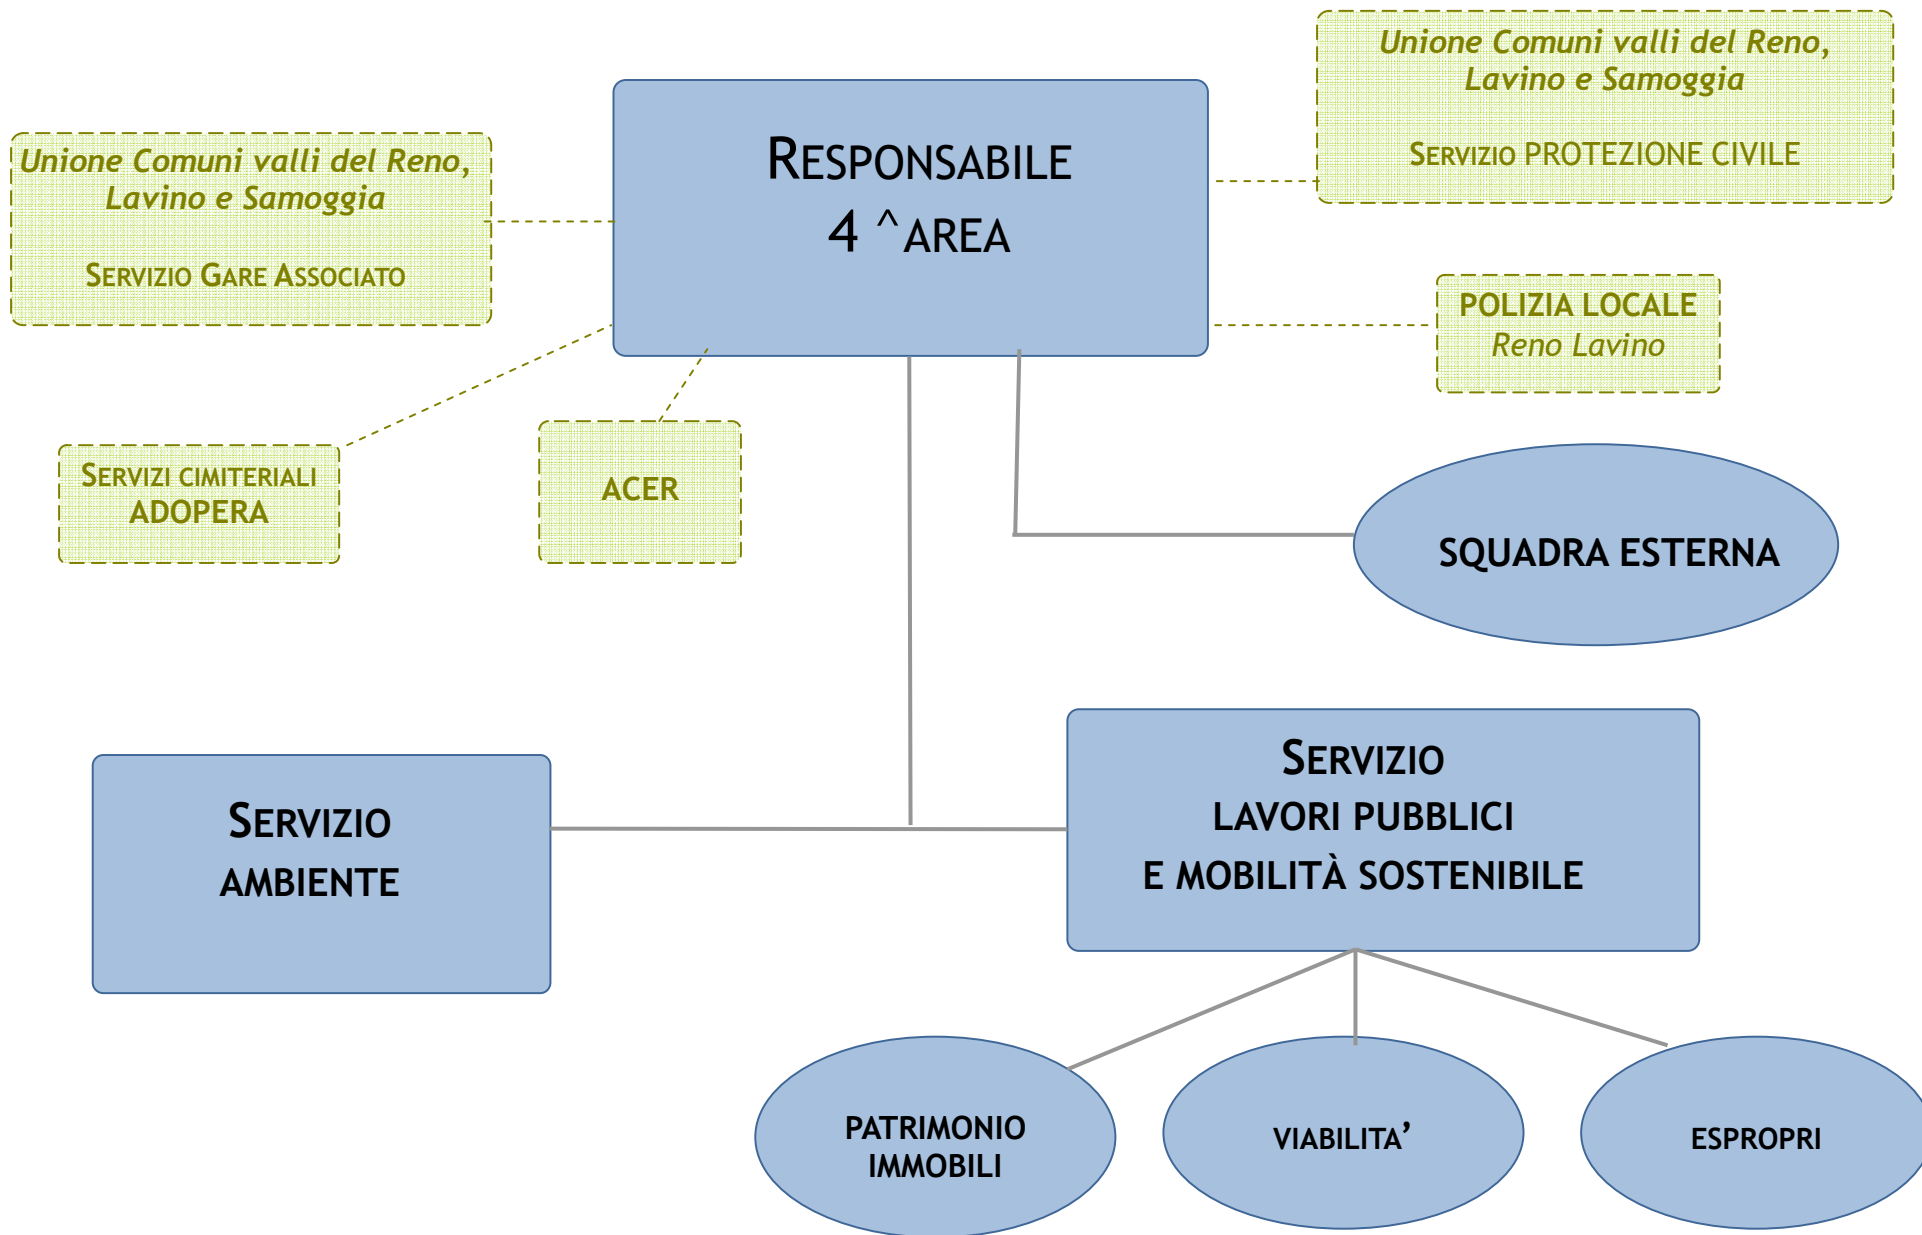 Unione Comuni valli del Reno,
Lavino e Samoggia
SERVIZIO PROTEZIONE CIVILE
RESPONSABILE
4 ^AREA
Unione Comuni valli del Reno,
Lavino e Samoggia
SERVIZIO GARE ASSOCIATO
POLIZIA LOCALE
Reno Lavino
SERVIZI CIMITERIALI
ADOPERA
ACER
SQUADRA ESTERNA
SERVIZIO
AMBIENTE
SERVIZIO
LAVORI PUBBLICI
E MOBILITÀ SOSTENIBILE
PATRIMONIO
IMMOBILI
VIABILITA’
ESPROPRI